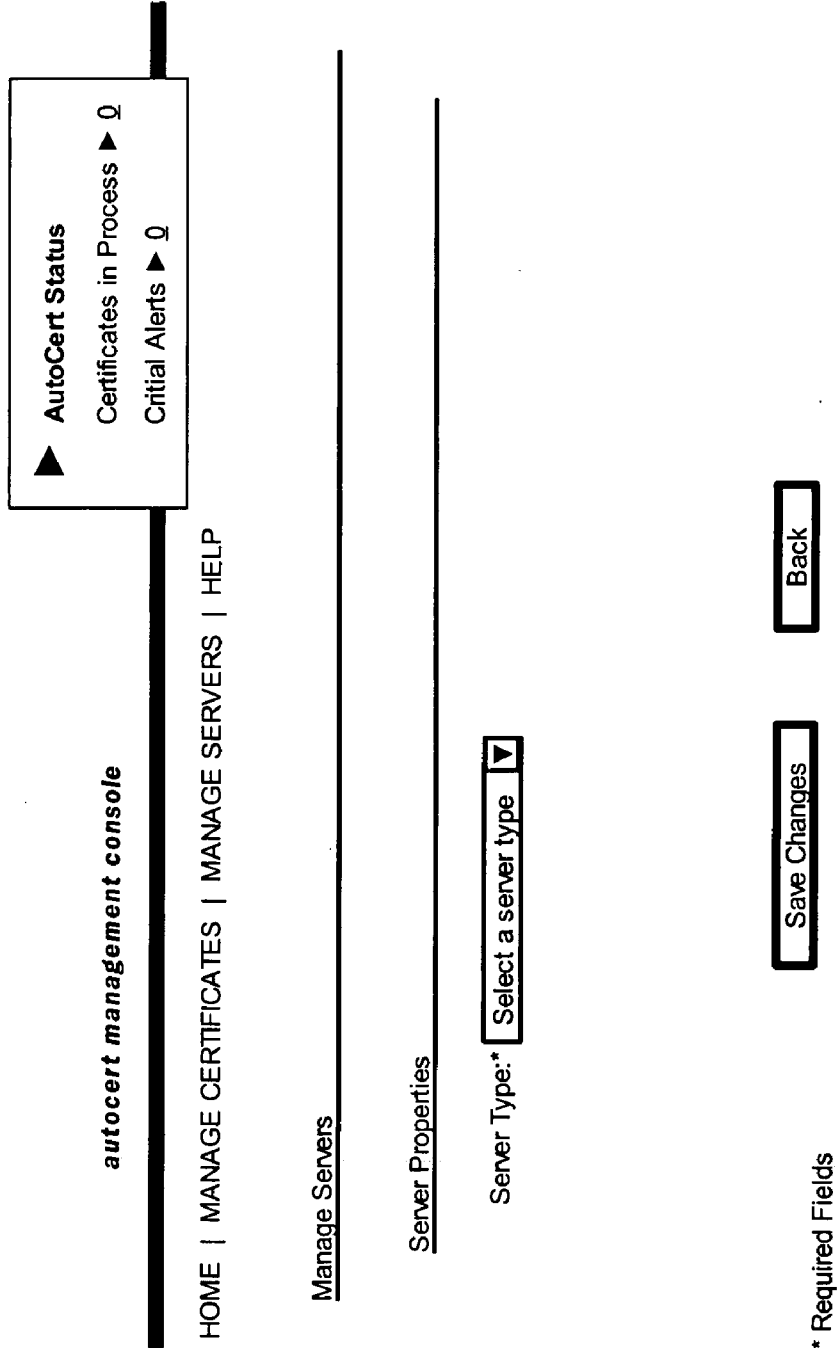 autocert management console
▶ AutoCert Status
Certificates in Process ▶ 0
Critial Alerts ▶ 0
HOME | MANAGE CERTIFICATES | MANAGE SERVERS | HELP
Manage Servers
Server Properties
Server Type:* Select a server type ▼
Save Changes
Back
* Required Fields